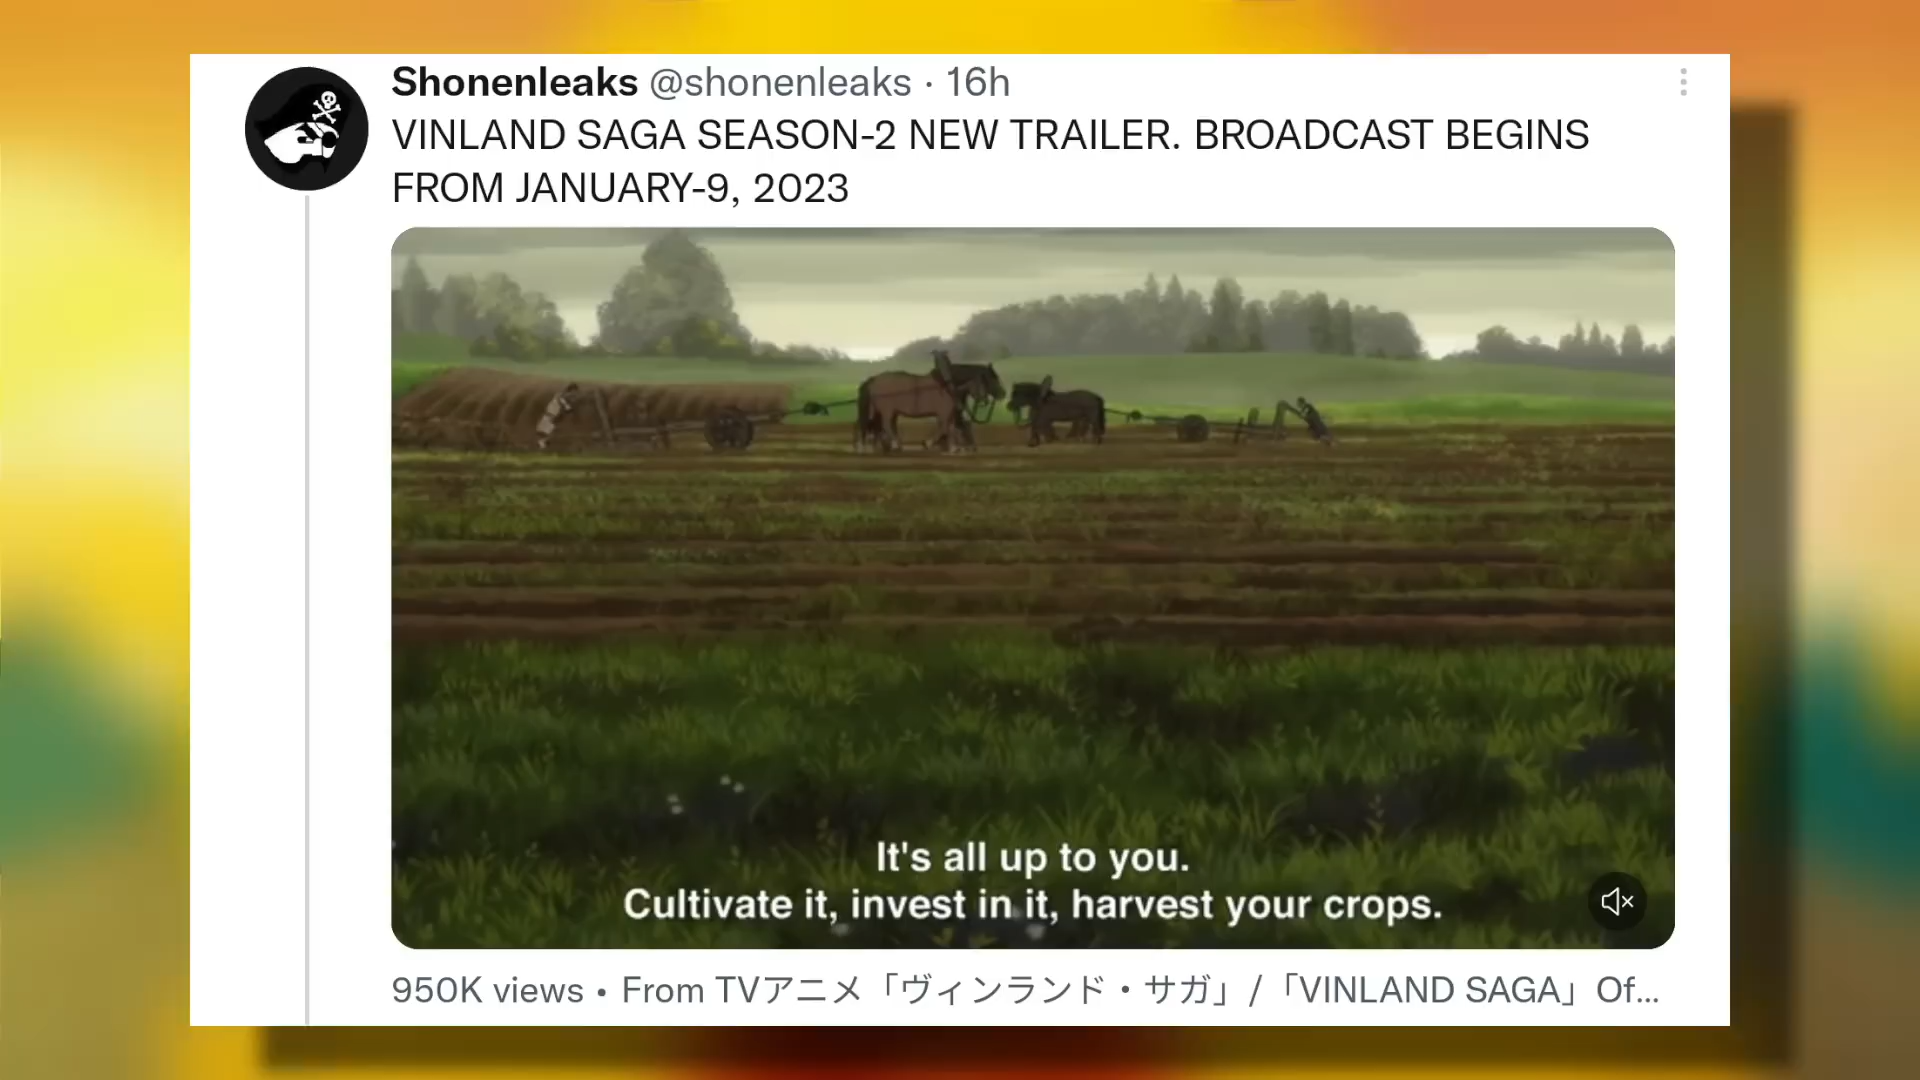 Shonenleaks @shonenleaks · 16h
VINLAND SAGA SEASON-2 NEW TRAILER. BROADCAST BEGINS
FROM JANUARY-9, 2023
It's all up to you.
Cultivate it, invest in it, harvest your crops.
950K views • From TVアニメ「ヴィンランド・サガ」/「VINLAND SAGA」Of...